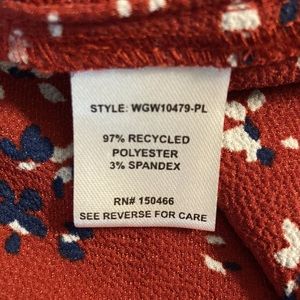 STYLE: WGW10479-PL
97% RECYCLED
POLYESTER
3% SPANDEX
RN# 150466
SEE REVERSE FOR CARE